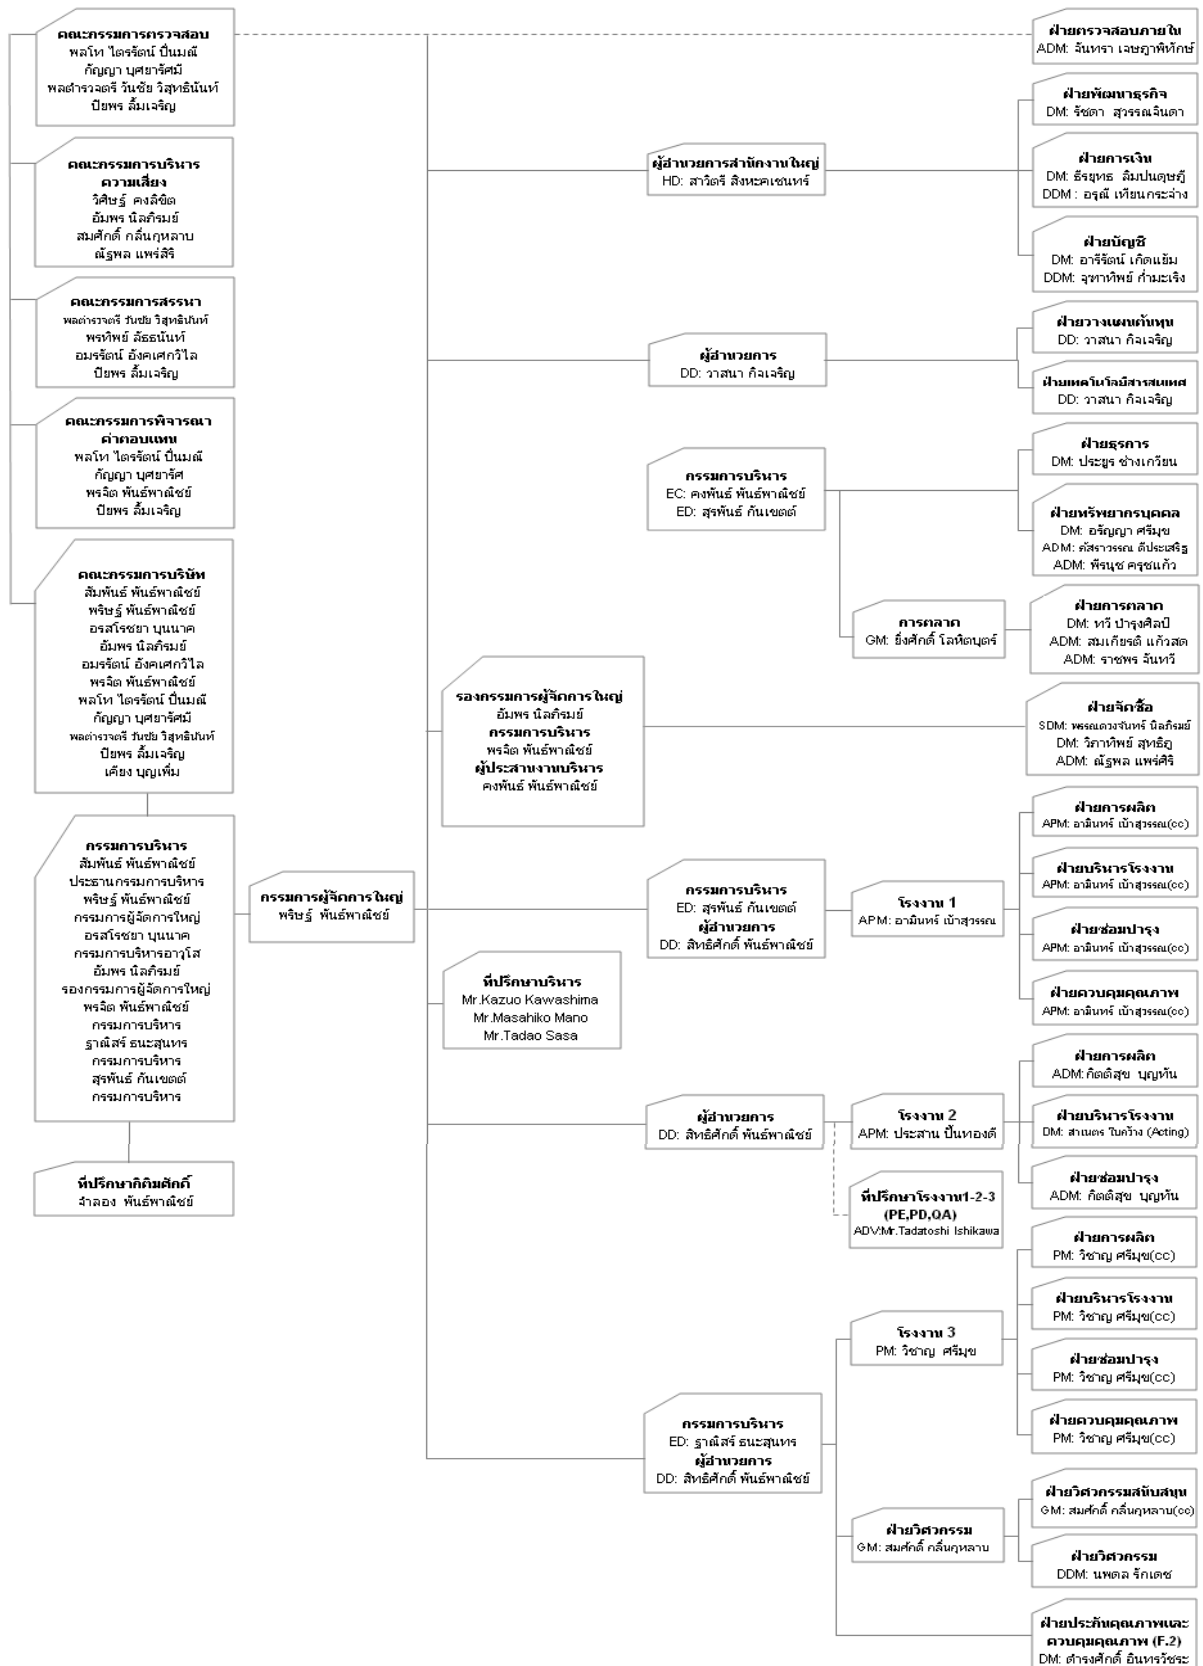 คณะกรรมการตรวจสอบ
พลโท ไตรรัตน์ ปิ่นมณี
กัญญา บุศยารัศมี
พลตำรวจตรี วันชัย วิสุทธินันท์
ปิยพร ลิ้มเจริญ
คณะกรรมการบริหาร
ความเสี่ยง
วิศิษฐ์ คงลิขิต
อัมพร นิลภิรมย์
สมศักดิ์ กลิ่นกุหลาบ
ณัฐพล แพร่สิริ
คณะกรรมการสรรหา
พลตำรวจตรี วันชัย วิสุทธินันท์
พรทิพย์ ลัธธนันท์
อมรรัตน์ อังคเศกวิไล
ปิยพร ลิ้มเจริญ
คณะกรรมการพิจารณา
ค่าตอบแทน
พลโท ไตรรัตน์ ปิ่นมณี
กัญญา บุศยารัศ
พรจิต พันธ์พาณิชย์
ปิยพร ลิ้มเจริญ
คณะกรรมการบริษัท
สัมพันธ์ พันธ์พาณิชย์
พริษฐ์ พันธ์พาณิชย์
อรสโรชยา บุนนาค
อัมพร นิลภิรมย์
อมรรัตน์ อังคเศกวิไล
พรจิต พันธ์พาณิชย์
พลโท ไตรรัตน์ ปิ่นมณี
กัญญา บุศยารัศมี
พลตำรวจตรี วันชัย วิสุทธินันท์
ปิยพร ลิ้มเจริญ
เคียง บุญเพิ่ม
กรรมการบริหาร
สัมพันธ์ พันธ์พาณิชย์
ประธานกรรมการบริหาร
พริษฐ์ พันธ์พาณิชย์
กรรมการผู้จัดการใหญ่
อรสโรชยา บุนนาค
กรรมการบริหารอาวุโส
อัมพร นิลภิรมย์
รองกรรมการผู้จัดการใหญ่
พรจิต พันธ์พาณิชย์
กรรมการบริหาร
ฐาณิสร์ ธนะสุนทร
กรรมการบริหาร
สุรพันธ์ กันเขตต์
กรรมการบริหาร
ที่ปรึกษากิติมศักดิ์
จำลอง พันธ์พาณิชย์
กรรมการผู้จัดการใหญ่
พริษฐ์ พันธ์พาณิชย์
รองกรรมการผู้จัดการใหญ่
อัมพร นิลภิรมย์
กรรมการบริหาร
พรจิต พันธ์พาณิชย์
ผู้ประสานงานบริหาร
คงพันธ์ พันธ์พาณิชย์
ที่ปรึกษาบริหาร
Mr.Kazuo Kawashima
Mr.Masahiko Mano
Mr.Tadao Sasa
ผู้อำนวยการสำนักงานใหญ่
HD: สาวิตรี สิงหะคเชนทร์
ผู้อำนวยการ
DD: วาสนา กิจเจริญ
กรรมการบริหาร
EC: คงพันธ์ พันธ์พาณิชย์
ED: สุรพันธ์ กันเขตต์
การตลาด
GM: ยิ่งศักดิ์ โลหิตบุตร์
กรรมการบริหาร
ED: สุรพันธ์ กันเขตต์
ผู้อำนวยการ
DD: สิทธิศักดิ์ พันธ์พาณิชย์
โรงงาน 1
APM: อามินทร์ เบ้าสุวรรณ
ผู้อำนวยการ
DD: สิทธิศักดิ์ พันธ์พาณิชย์
โรงงาน 2
APM: ประสาน ปิ้นทองดี
ที่ปรึกษาโรงงาน1-2-3
(PE,PD,QA)
ADV:Mr.Tadatoshi Ishikawa
กรรมการบริหาร
ED: ฐาณิสร์ ธนะสุนทร
ผู้อำนวยการ
DD: สิทธิศักดิ์ พันธ์พาณิชย์
โรงงาน 3
PM: วิชาญ ศรีมุข
ฝ่ายวิศวกรรม
GM: สมศักดิ์ กลิ่นกุหลาบ
ฝ่ายตรวจสอบภายใน
ADM: จันทรา เจษฎาพิทักษ์
ฝ่ายพัฒนาธุรกิจ
DM: รัชดา สุวรรณจินดา
ฝ่ายการเงิน
DM: ธีรยุทธ ลิมปนดุษฎี
DDM : อรุณี เทียนกระจ่าง
ฝ่ายบัญชี
DM: อารีรัตน์ เกิดแย้ม
DDM: จุฑาทิพย์ ก่ำมะเริง
ฝ่ายวางแผนต้นทุน
DD: วาสนา กิจเจริญ
ฝ่ายเทคโนโลยีสารสนเทศ
DD: วาสนา กิจเจริญ
ฝ่ายธุรการ
DM: ประยูร ช่างเกวียน
ฝ่ายทรัพยากรบุคคล
DM: อรัญญา ศรีมุข
ADM: ภัสราวรรณ ดีประเสริฐ
ADM: พีรนุช ครุชแก้ว
ฝ่ายการตลาด
DM: ทวี บำรุงศิลป์
ADM: สมเกียรติ แก้วสด
ADM: ราชพร จันทวี
ฝ่ายจัดซื้อ
SDM: พรรณดวงจันทร์ นิลภิรมย์
DM: วิภาทิพย์ สุทธิภู
ADM: ณัฐพล แพร่ศิริ
ฝ่ายการผลิต
APM: อามินทร์ เบ้าสุวรรณ(cc)
ฝ่ายบริหารโรงงาน
APM: อามินทร์ เบ้าสุวรรณ(cc)
ฝ่ายซ่อมบำรุง
APM: อามินทร์ เบ้าสุวรรณ(cc)
ฝ่ายควบคุมคุณภาพ
APM: อามินทร์ เบ้าสุวรรณ(cc)
ฝ่ายการผลิต
ADM:กิตติสุข บุญทัน
ฝ่ายบริหารโรงงาน
DM: สาเนตร ใบกว้าง (Acting)
ฝ่ายซ่อมบำรุง
ADM: กิตติสุข บุญทัน
ฝ่ายการผลิต
PM: วิชาญ ศรีมุข(cc)
ฝ่ายบริหารโรงงาน
PM: วิชาญ ศรีมุข(cc)
ฝ่ายซ่อมบำรุง
PM: วิชาญ ศรีมุข(cc)
ฝ่ายควบคุมคุณภาพ
PM: วิชาญ ศรีมุข(cc)
ฝ่ายวิศวกรรมสนับสนุน
GM: สมศักดิ์ กลิ่นกุหลาบ(cc)
ฝ่ายวิศวกรรม
DDM: นพดล รักเดช
ฝ่ายประกันคุณภาพและ
ควบคุมคุณภาพ (F.2)
DM: ดำรงศักดิ์ อินทรวัชระ